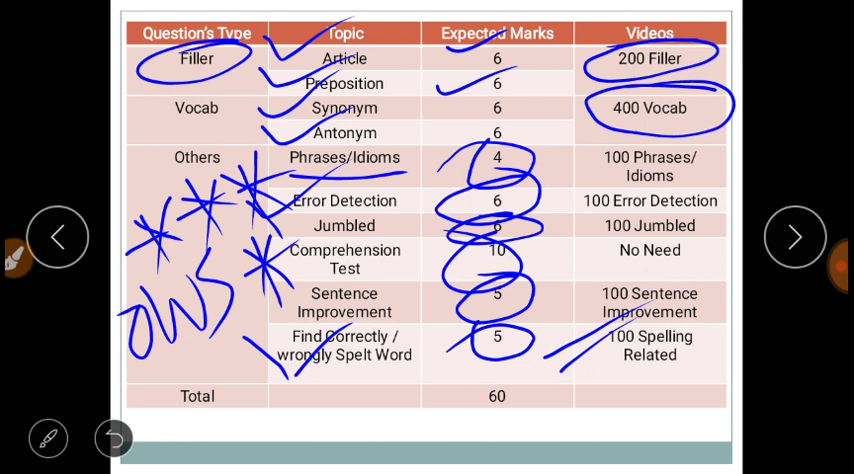 Question's Type Topic Expected Marks Videos
Filler Article 6 200 Filler
Preposition 6
Vocab Synonym 6 400 Vocab
Antonym 6
Others Phrases/Idioms 4 100 Phrases/
Idioms
Error Detection 6 100 Error Detection
Jumbled 6 100 Jumbled
Comprehension 10 No Need
Test
Sentence 5 100 Sentence
Improvement Improvement
Find Correctly / 5 100 Spelling
wrongly Spelt Word Related
Total 60